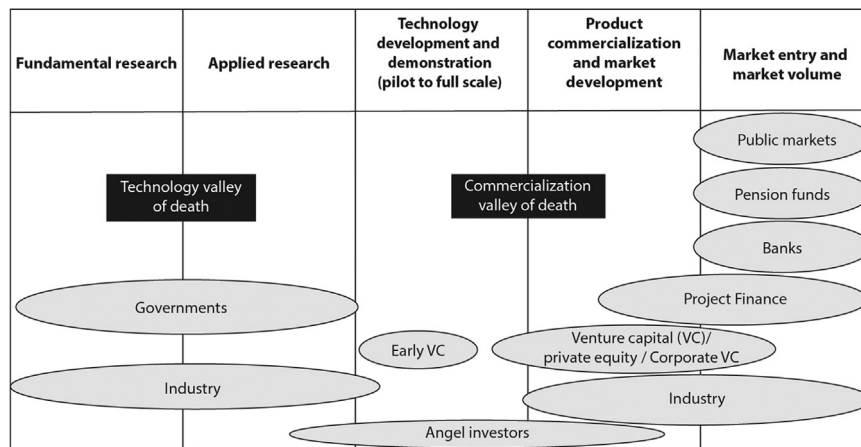 Fundamental research
Applied research
Technology
development and
demonstration
(pilot to full scale)
Product
commercialization
and market
development
Market entry and
market volume
Public markets
Technology valley
of death
Commercialization
valley of death
Pension funds
Banks
Governments
Project Finance
Early VC
Venture capital (VC)/
private equity / Corporate VC
Industry
Industry
Angel investors